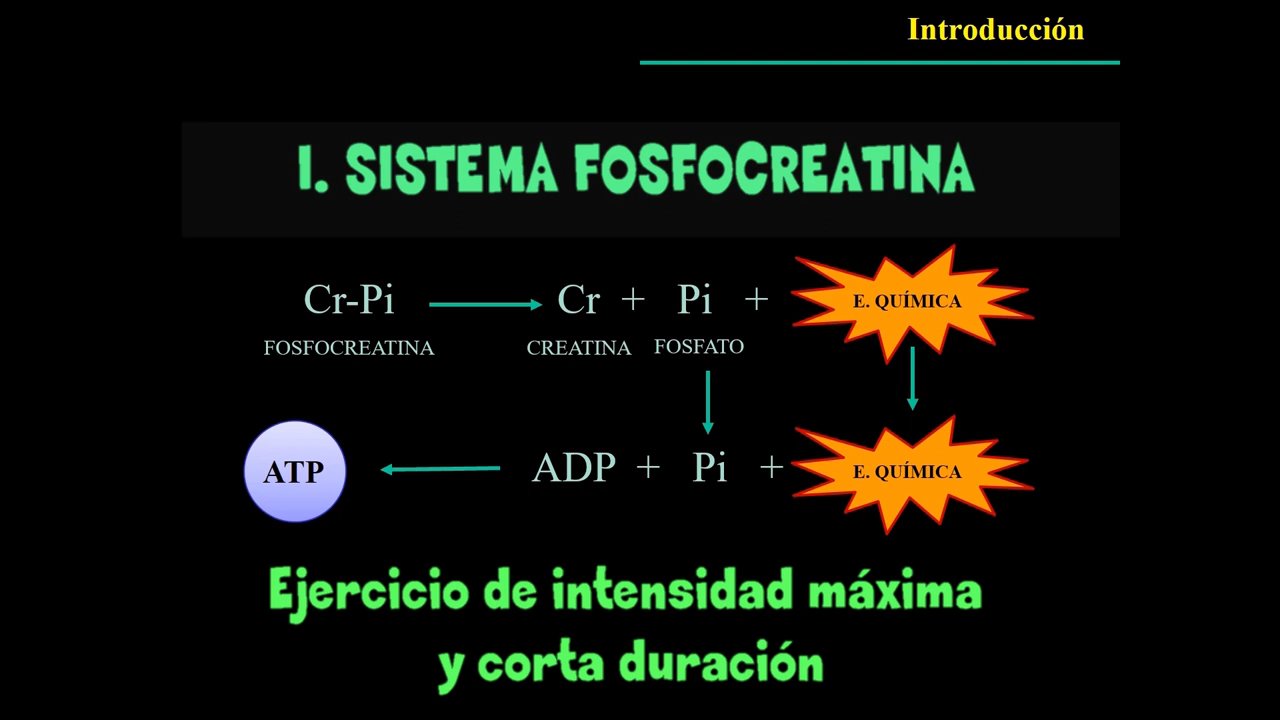 Introducción
1. SISTEMA FOSFOCREATINA
Cr-Pi → Cr + Pi + E. QUÍMICA
FOSFOCREATINA CREATINA FOSFATO
ATP ← ADP + Pi + E. QUÍMICA
Ejercicio de intensidad máxima
y corta duración